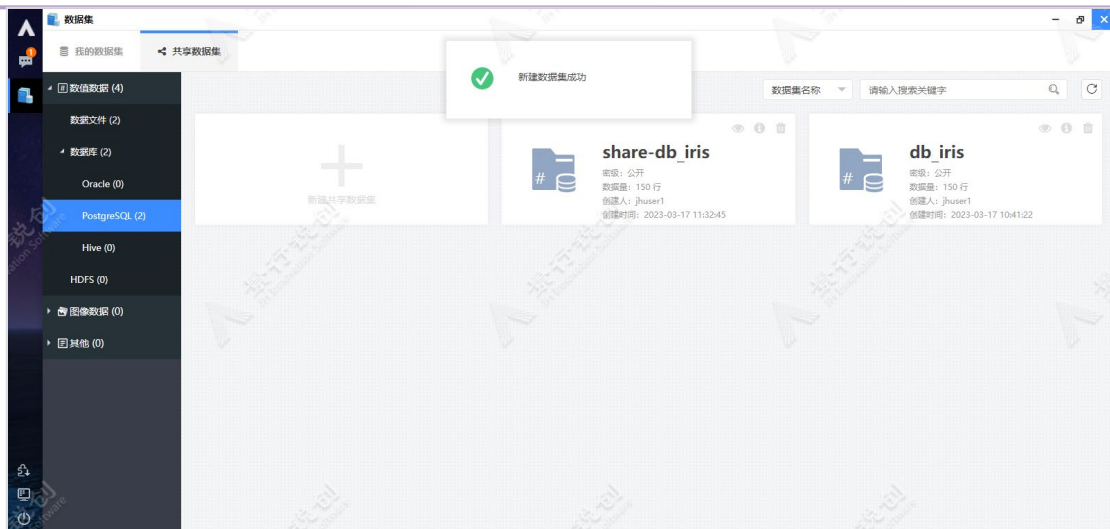 数据集
1
我的数据集
共享数据集
新建数据集成功
数值数据 (4)
数据集名称
请输入搜索关键字
数据文件 (2)
数据库 (2)
Oracle (0)
PostgreSQL (2)
Hive (0)
HDFS (0)
图像数据 (0)
其他 (0)
新建共享数据集
#
share-db_iris
密级：公开
数据量：150 行
创建人：jhuser1
创建时间：2023-03-17 11:32:45
#
db_iris
密级：公开
数据量：150 行
创建人：jhuser1
创建时间：2023-03-17 10:41:22